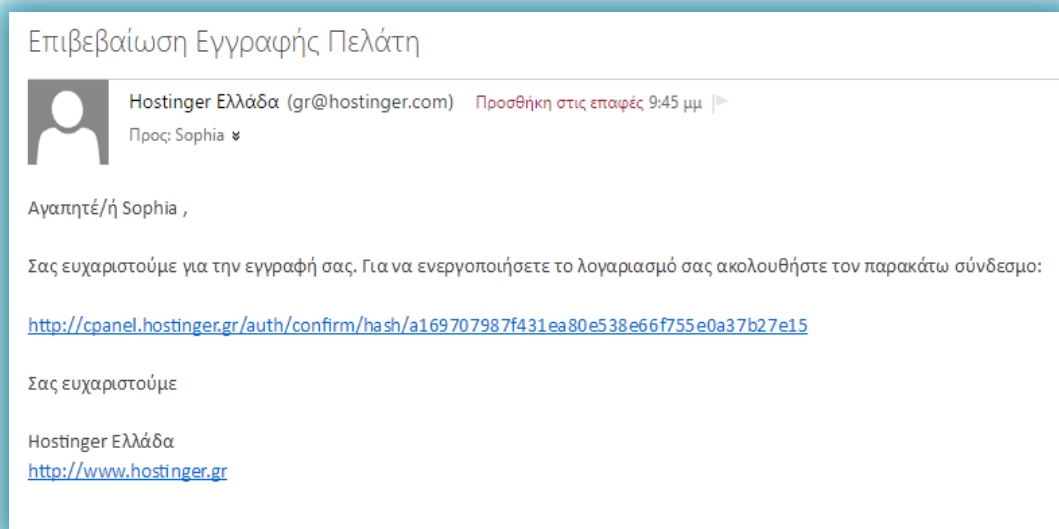 Επιβεβαίωση Εγγραφής Πελάτη
Hostinger Ελλάδα (gr@hostinger.com) Προσθήκη στις επαφές 9:45 μμ
Προς: Sophia
Αγαπητέ/ή Sophia ,
Σας ευχαριστούμε για την εγγραφή σας. Για να ενεργοποιήσετε το λογαριασμό σας ακολουθήστε τον παρακάτω σύνδεσμο:
http://cpanel.hostinger.gr/auth/confirm/hash/a169707987f431ea80e538e66f755e0a37b27e15
Σας ευχαριστούμε
Hostinger Ελλάδα
http://www.hostinger.gr